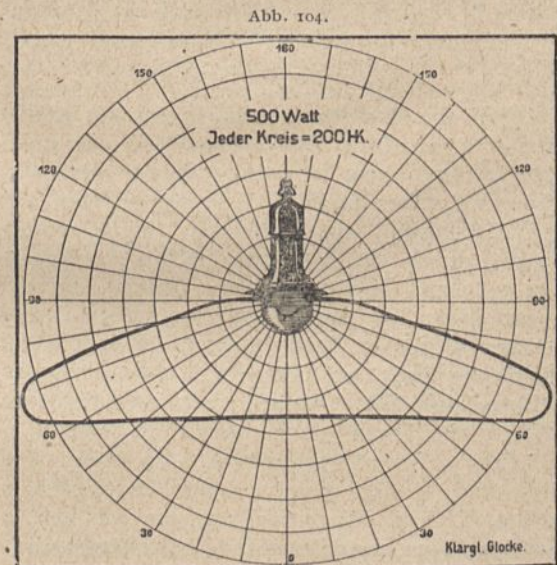 Abb. 104.
160
150 150
500 Watt
Jeder Kreis = 200 HK.
120 120
90 90
60 60
30 30
0
Klargl. Glocke.